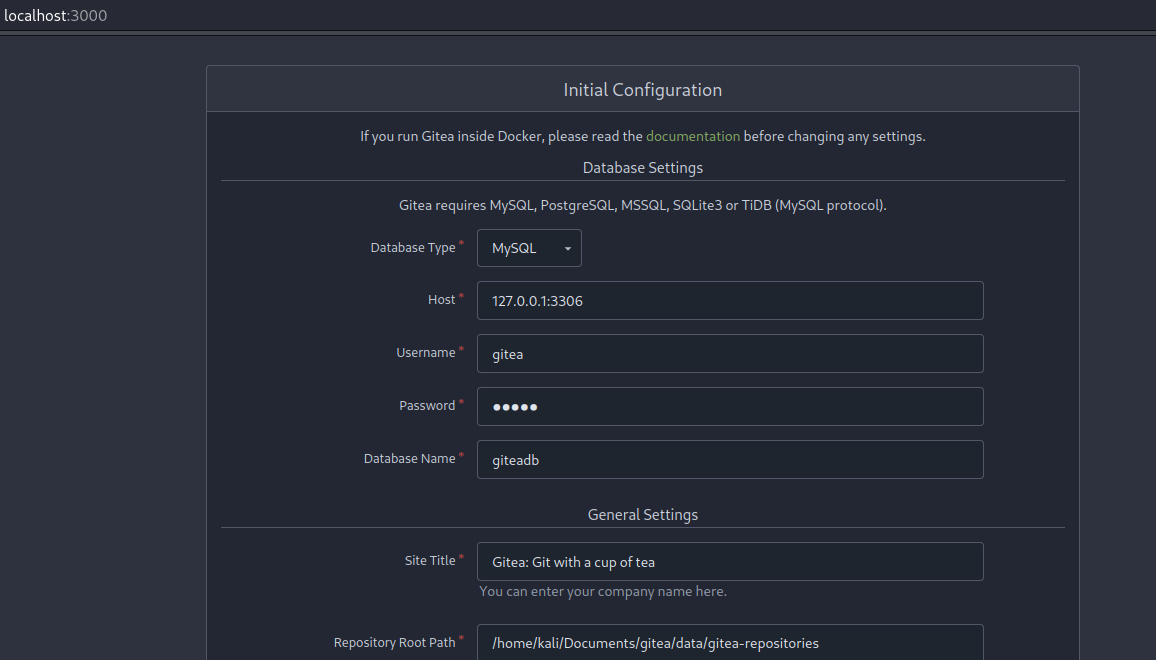 localhost:3000
Initial Configuration
If you run Gitea inside Docker, please read the documentation before changing any settings.
Database Settings
Gitea requires MySQL, PostgreSQL, MSSQL, SQLite3 or TiDB (MySQL protocol).
Database Type * MySQL
Host * 127.0.0.1:3306
Username * gitea
Password * ●●●●●
Database Name * giteadb
General Settings
Site Title * Gitea: Git with a cup of tea
You can enter your company name here.
Repository Root Path * /home/kali/Documents/gitea/data/gitea-repositories